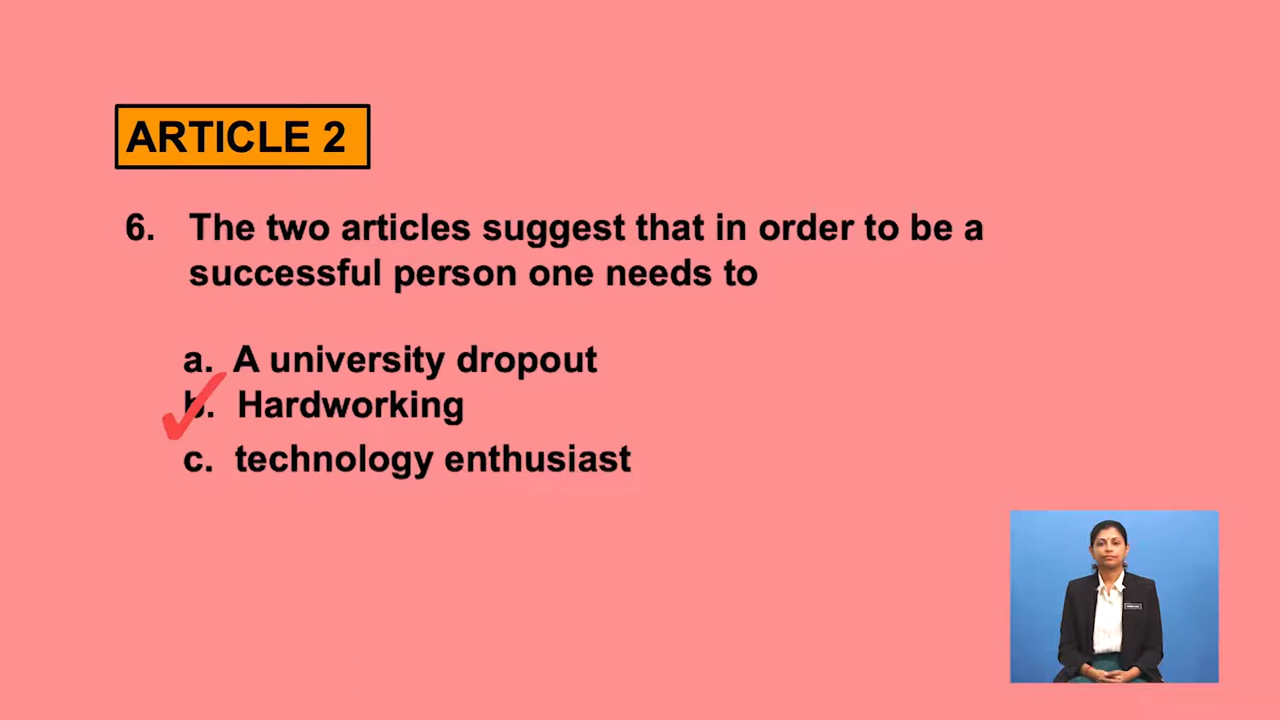 ARTICLE 2
6. The two articles suggest that in order to be a
successful person one needs to
a. A university dropout
b. Hardworking
c. technology enthusiast